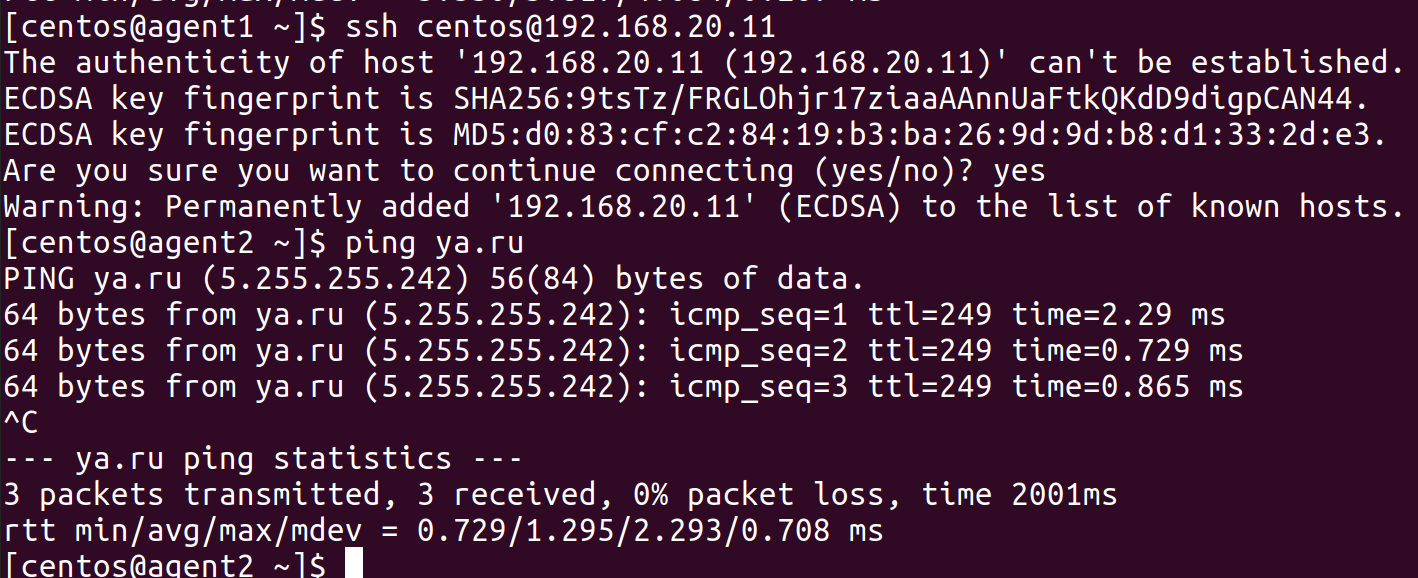 [centos@agent1 ~]$ ssh centos@192.168.20.11
The authenticity of host '192.168.20.11 (192.168.20.11)' can't be established.
ECDSA key fingerprint is SHA256:9tsTz/FRGLOhjr17ziaaAAnnUaFtkQKdD9digpCAN44.
ECDSA key fingerprint is MD5:d0:83:cf:c2:84:19:b3:ba:26:9d:9d:b8:d1:33:2d:e3.
Are you sure you want to continue connecting (yes/no)? yes
Warning: Permanently added '192.168.20.11' (ECDSA) to the list of known hosts.
[centos@agent2 ~]$ ping ya.ru
PING ya.ru (5.255.255.242) 56(84) bytes of data.
64 bytes from ya.ru (5.255.255.242): icmp_seq=1 ttl=249 time=2.29 ms
64 bytes from ya.ru (5.255.255.242): icmp_seq=2 ttl=249 time=0.729 ms
64 bytes from ya.ru (5.255.255.242): icmp_seq=3 ttl=249 time=0.865 ms
^C
--- ya.ru ping statistics ---
3 packets transmitted, 3 received, 0% packet loss, time 2001ms
rtt min/avg/max/mdev = 0.729/1.295/2.293/0.708 ms
[centos@agent2 ~]$